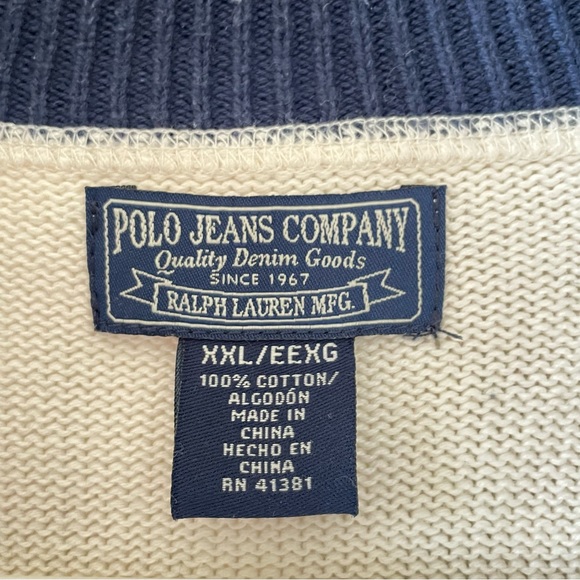 POLO JEANS COMPANY
Quality Denim Goods
SINCE 1967
RALPH LAUREN MFG.
XXL/EEXG
100% COTTON/
ALGODÓN
MADE IN
CHINA
HECHO EN
CHINA
RN 41381